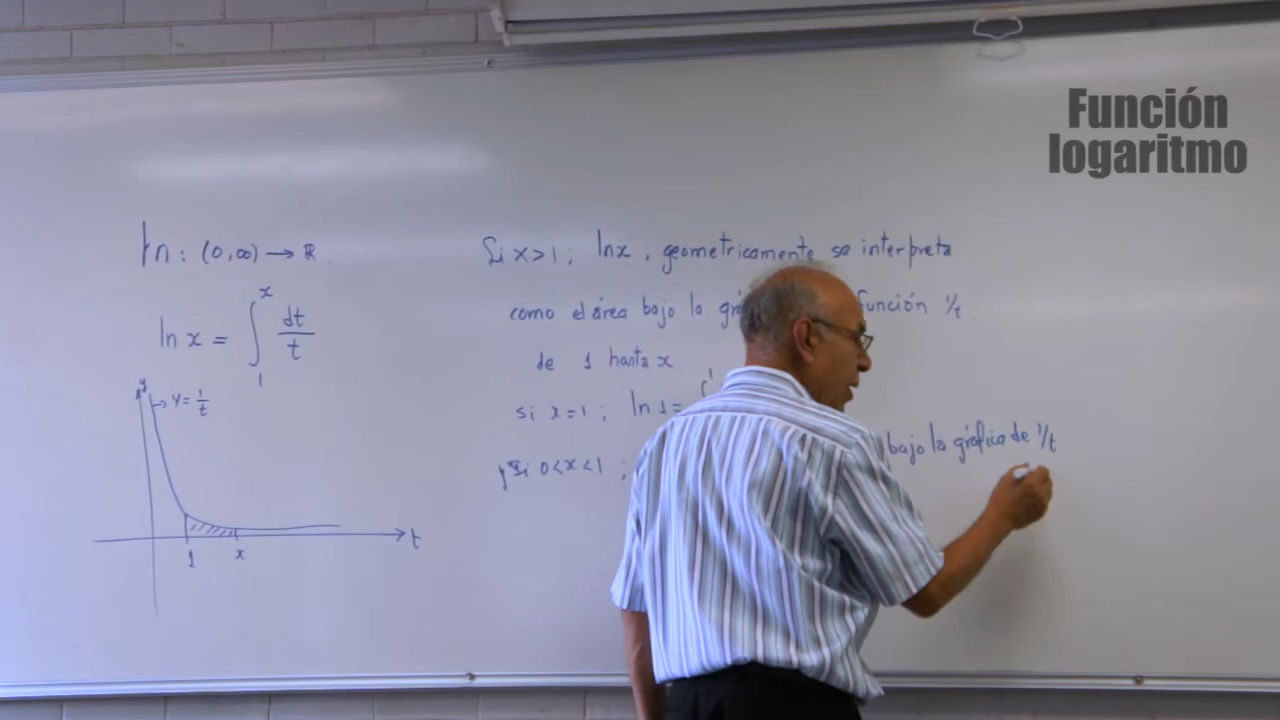 Función
logaritmo
ln : (0,∞) → ℝ
ln x = ∫₁ˣ dt/t
y
y = 1/t
t
1 x
Si x > 1 ; ln x , geometricamente se interpreta
como el área bajo la función 1/t
de 1 hasta x
si x = 1 ; ln 1 =
y si 0 < x < 1 ; bajo la gráfica de 1/t